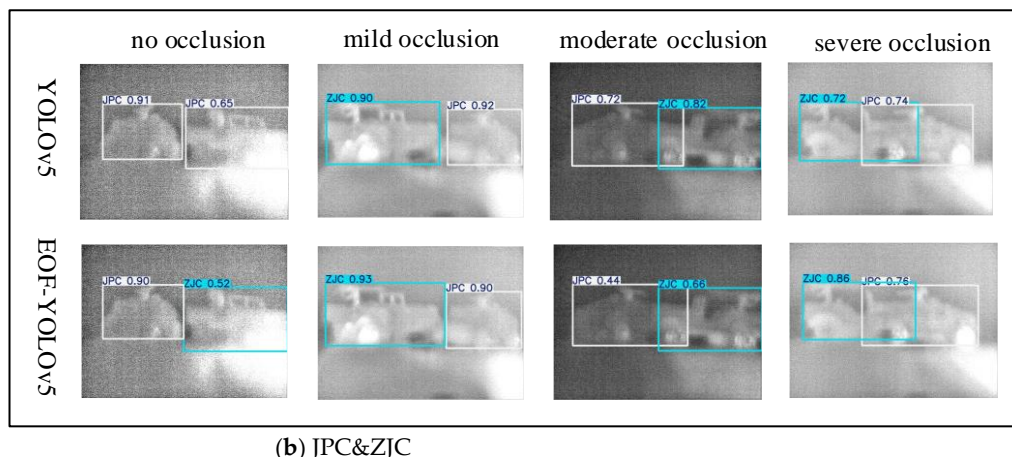 no occlusion mild occlusion moderate occlusion severe occlusion
YOLOv5
JPC 0.91 JPC 0.65 ZJC 0.90 JPC 0.92 JPC 0.72 ZJC 0.82 ZJC 0.72 JPC 0.74
EOF-YOLOv5
JPC 0.90 ZJC 0.52 ZJC 0.93 JPC 0.90 JPC 0.44 ZJC 0.66 ZJC 0.86 JPC 0.76
(b) JPC&ZJC